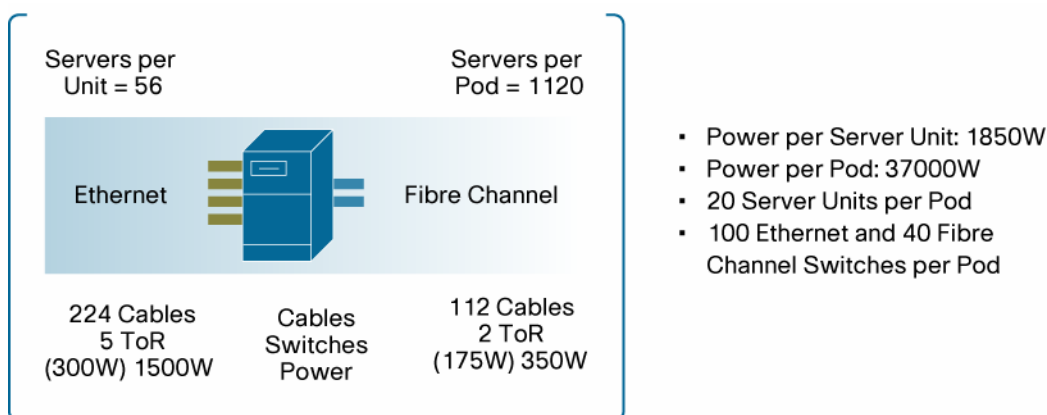 Servers per
Unit = 56
Servers per
Pod = 1120
Ethernet
Fibre Channel
224 Cables
5 ToR
(300W) 1500W
Cables
Switches
Power
112 Cables
2 ToR
(175W) 350W
▪ Power per Server Unit: 1850W
▪ Power per Pod: 37000W
▪ 20 Server Units per Pod
▪ 100 Ethernet and 40 Fibre
Channel Switches per Pod